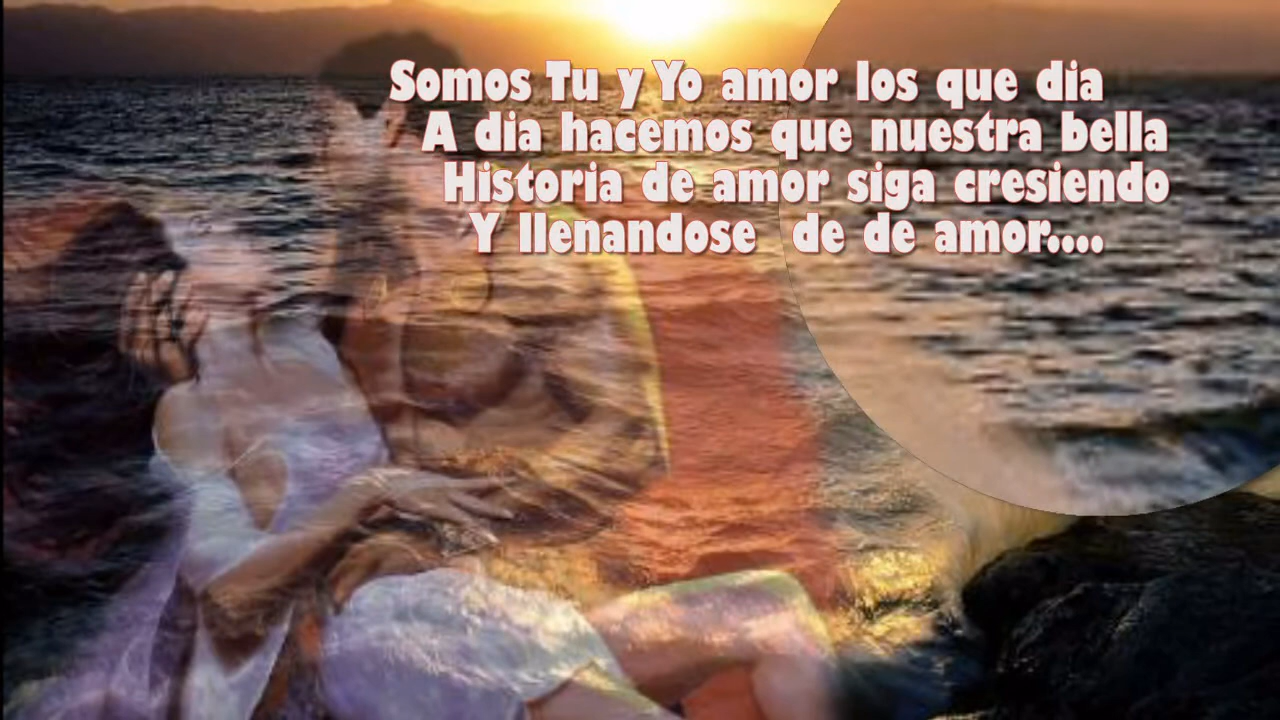 Somos Tu y Yo amor los que dia
A dia hacemos que nuestra bella
Historia de amor siga cresiendo
Y llenandose de de amor....